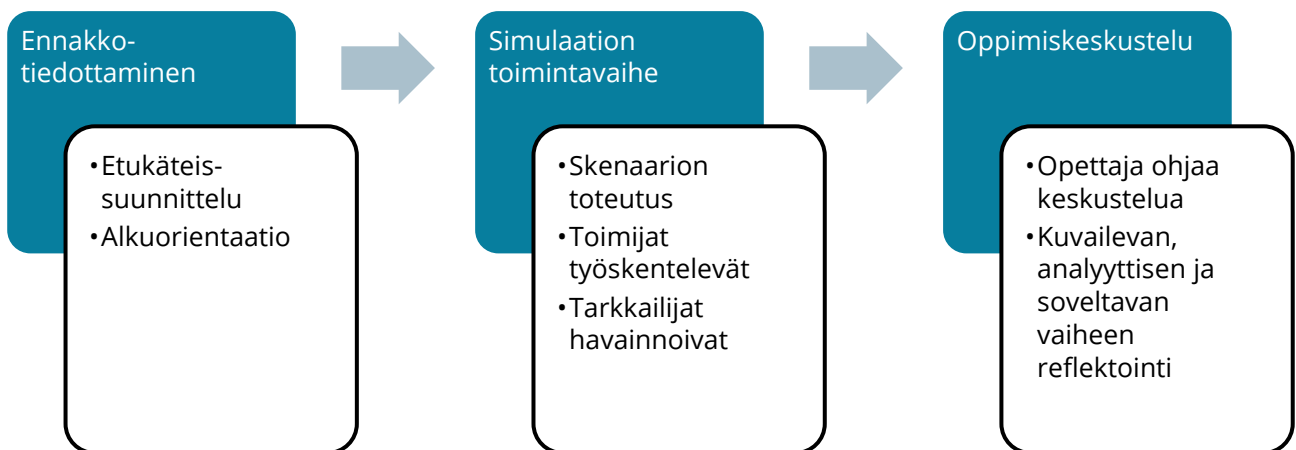 Ennakko-
tiedottaminen
•Etukäteis-
suunnittelu
•Alkuorientaatio
Simulaation
toimintavaihe
•Skenaarion
toteutus
•Toimijat
työskentelevät
•Tarkkailijat
havainnoivat
Oppimiskeskustelu
•Opettaja ohjaa
keskustelua
•Kuvailevan,
analyyttisen ja
soveltavan
vaiheen
reflektointi